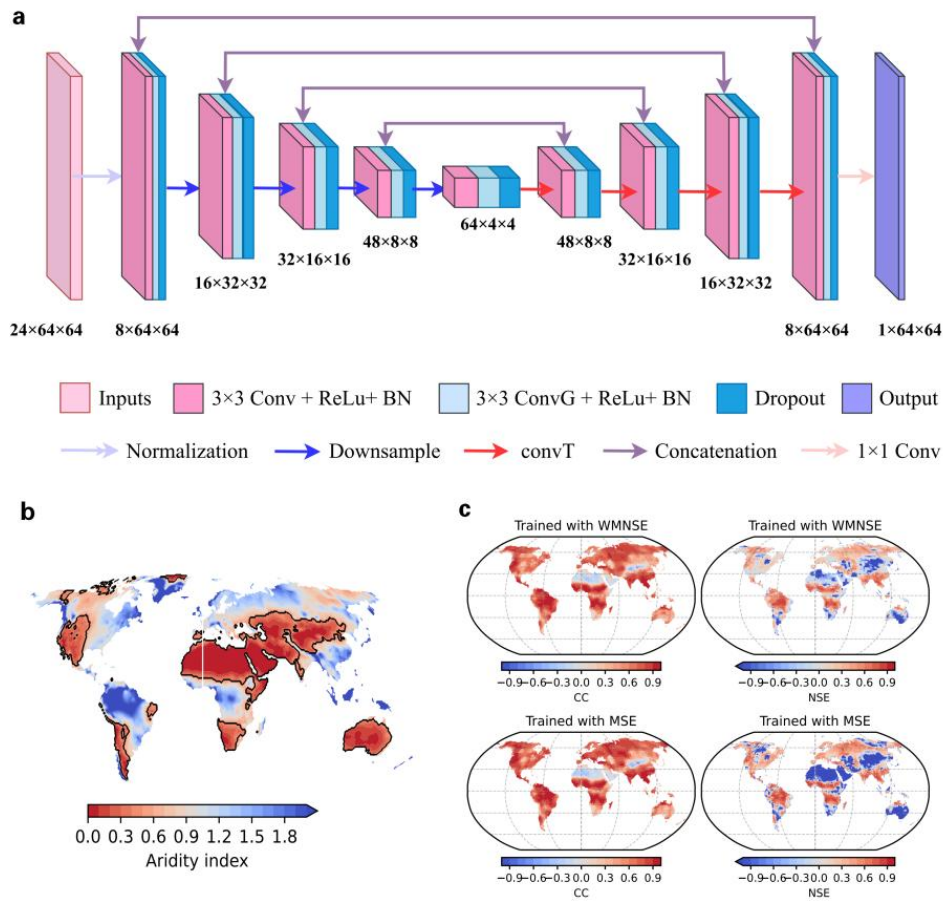 a
24×64×64
8×64×64
16×32×32
32×16×16
48×8×8
64×4×4
48×8×8
32×16×16
16×32×32
8×64×64
1×64×64
Inputs
3×3 Conv + ReLu+ BN
3×3 ConvG + ReLu+ BN
Dropout
Output
Normalization
Downsample
convT
Concatenation
1×1 Conv
b
0.0 0.3 0.6 0.9 1.2 1.5 1.8
Aridity index
c
Trained with WMNSE
−0.9−0.6−0.30.0 0.3 0.6 0.9
CC
Trained with WMNSE
−0.9−0.6−0.30.0 0.3 0.6 0.9
NSE
Trained with MSE
−0.9−0.6−0.30.0 0.3 0.6 0.9
CC
Trained with MSE
−0.9−0.6−0.30.0 0.3 0.6 0.9
NSE